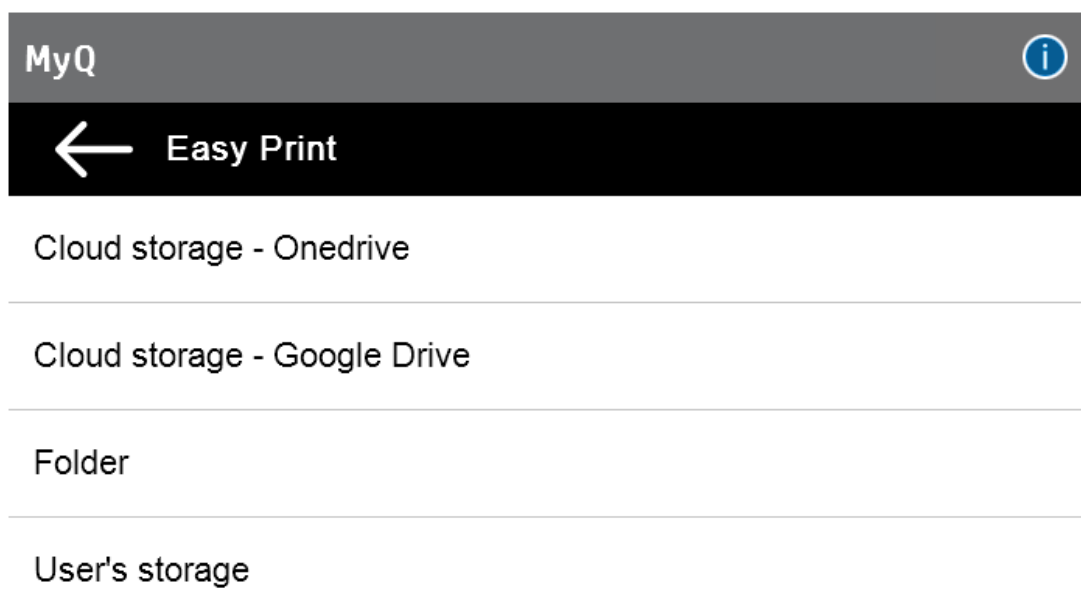 MyQ
i
Easy Print
Cloud storage - Onedrive
Cloud storage - Google Drive
Folder
User's storage